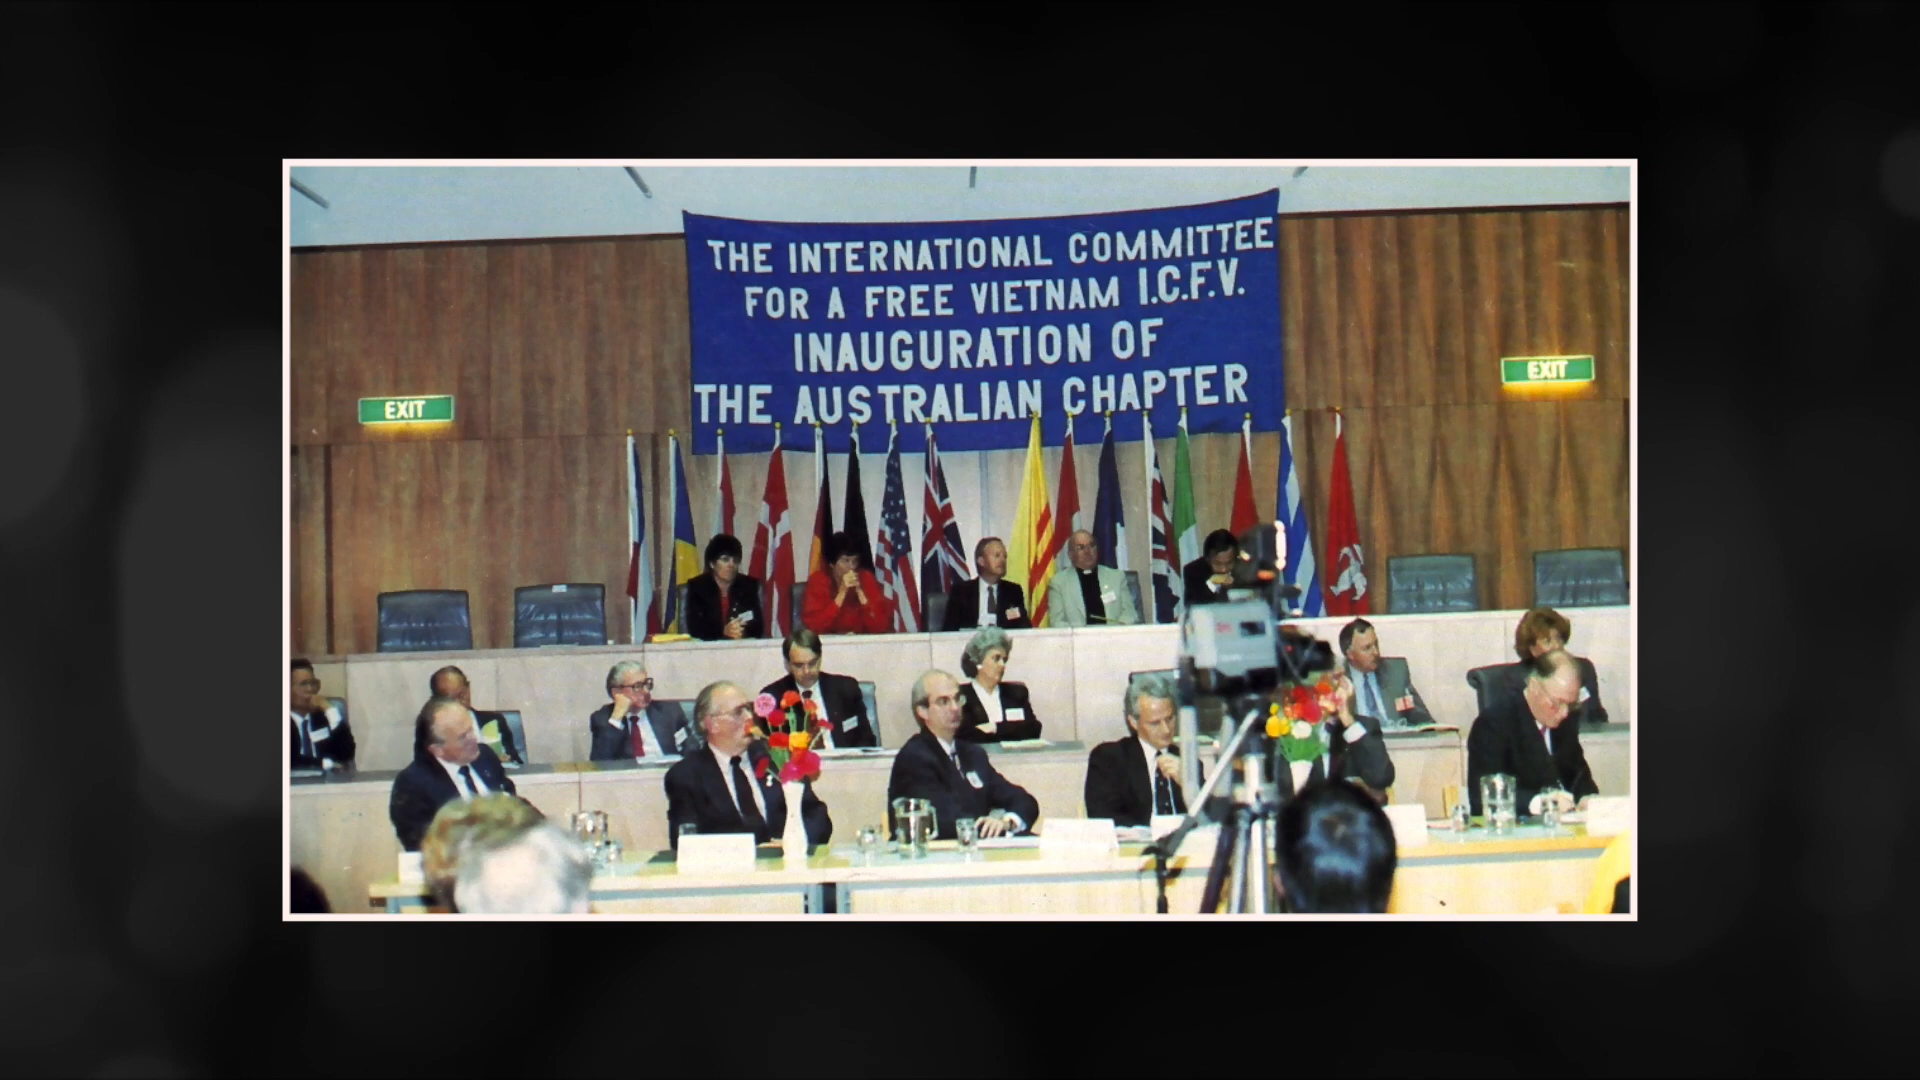 THE INTERNATIONAL COMMITTEE
FOR A FREE VIETNAM I.C.F.V.
INAUGURATION OF
THE AUSTRALIAN CHAPTER
EXIT
EXIT